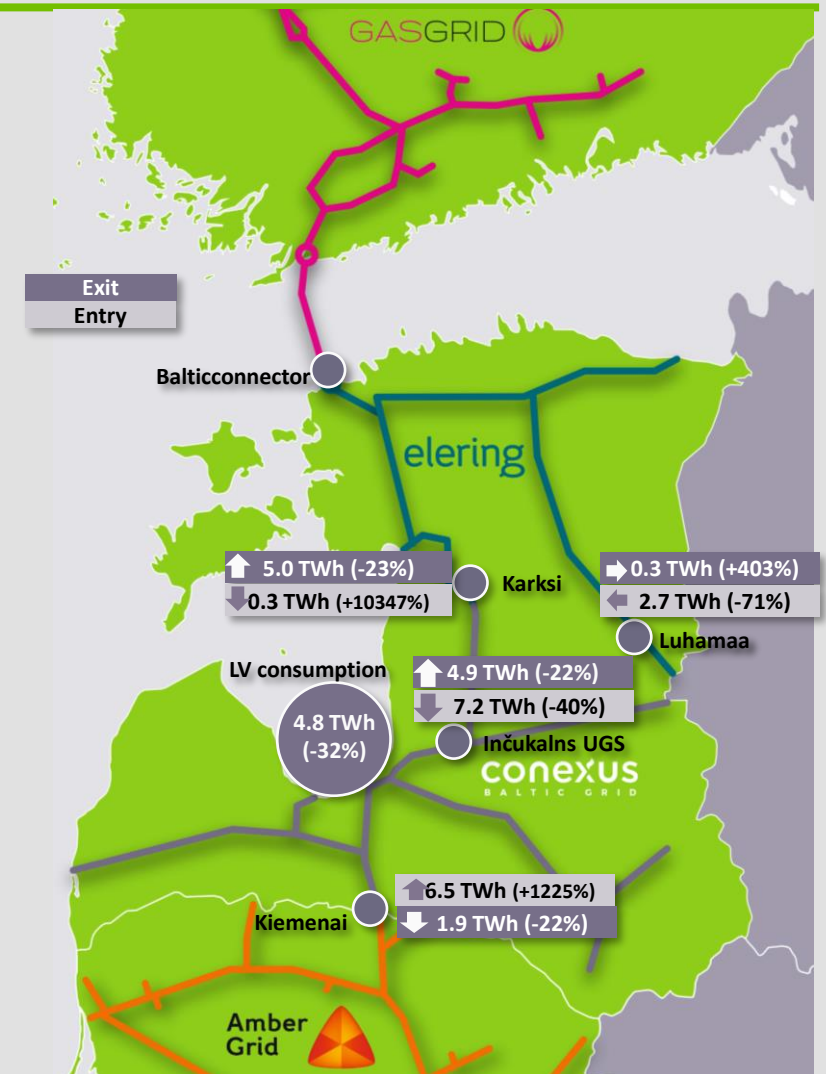 GASGRID
Exit
Entry
Balticconnector
elering
5.0 TWh (-23%)
0.3 TWh (+10347%)
Karksi
0.3 TWh (+403%)
2.7 TWh (-71%)
Luhamaa
LV consumption
4.8 TWh
(-32%)
4.9 TWh (-22%)
7.2 TWh (-40%)
Inčukalns UGS
conexus
BALTIC GRID
6.5 TWh (+1225%)
1.9 TWh (-22%)
Kiemenai
Amber
Grid